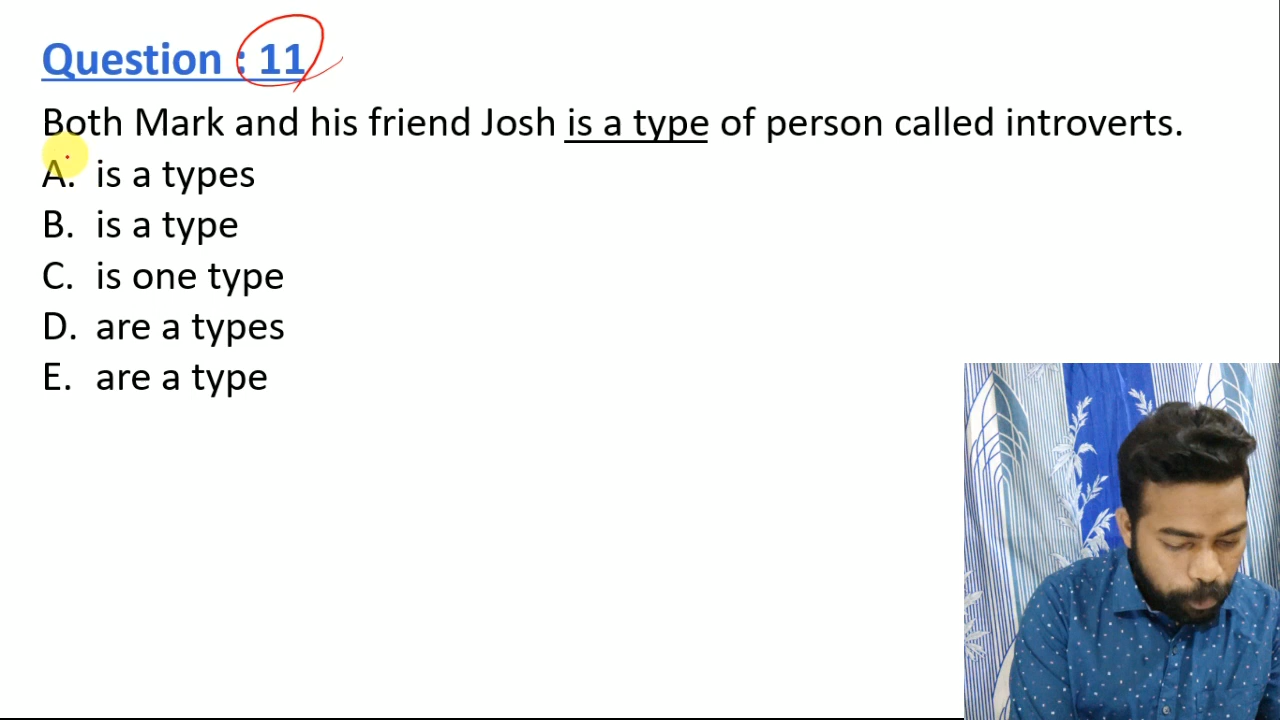 Question : 11
Both Mark and his friend Josh is a type of person called introverts.
A. is a types
B. is a type
C. is one type
D. are a types
E. are a type